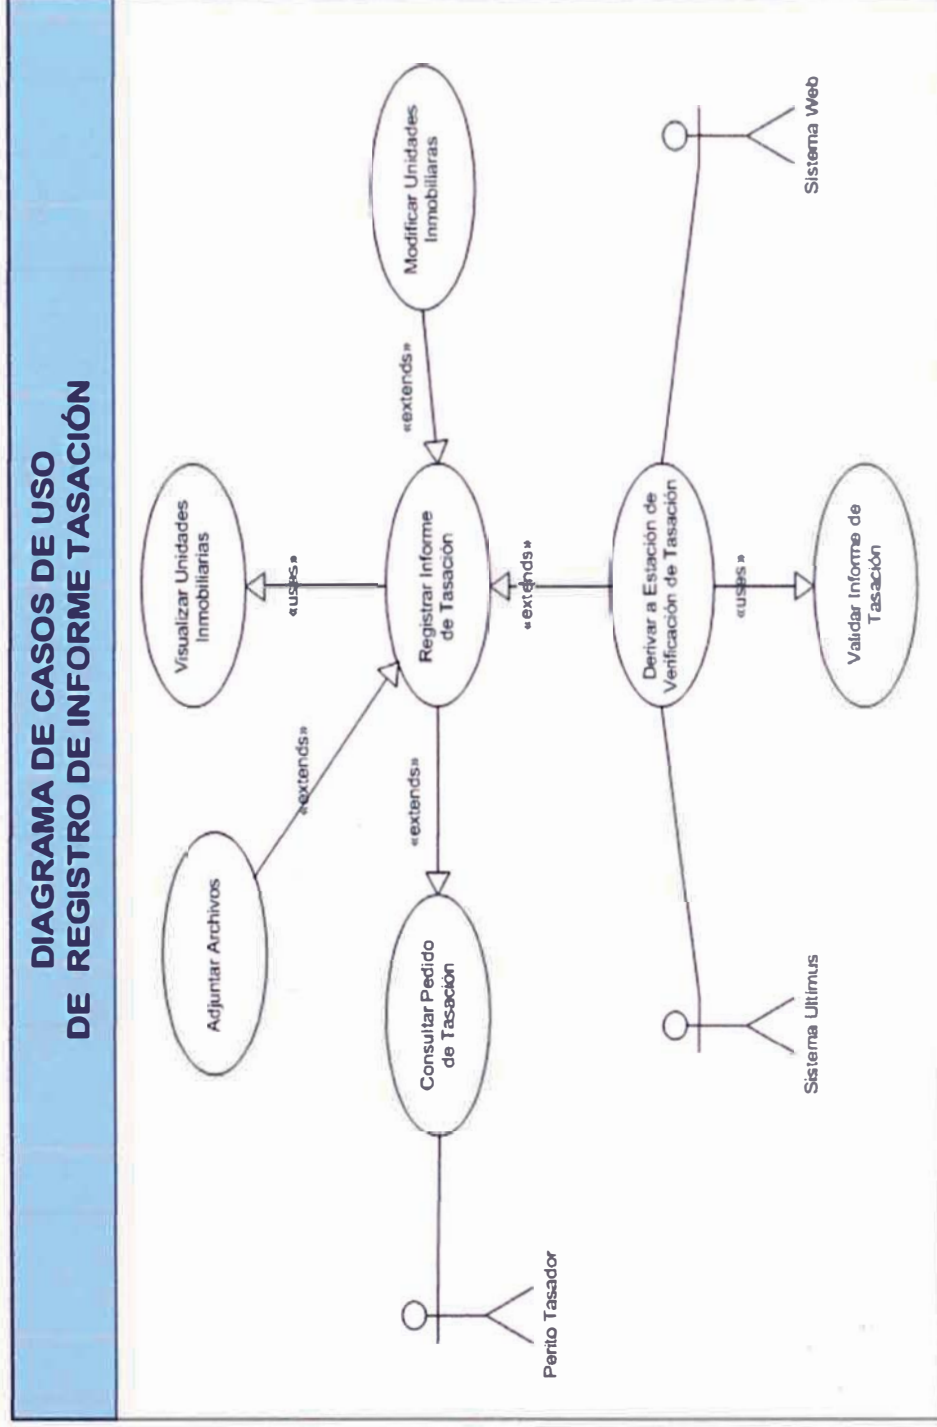 DIAGRAMA DE CASOS DE USO
DE REGISTRO DE INFORME TASACIÓN
Adjuntar Archivos
Visualizar Unidades
Inmobiliarias
«extends»
«uses»
Modificar Unidades
Inmobiliaras
«extends»
Perito Tasador
Consultar Pedido
de Tasación
«extends»
Registrar Informe
de Tasación
«extends»
Sistema Ultimus
Derivar a Estación de
Verificación de Tasación
Sistema Web
«uses»
Validar Informe de
Tasación